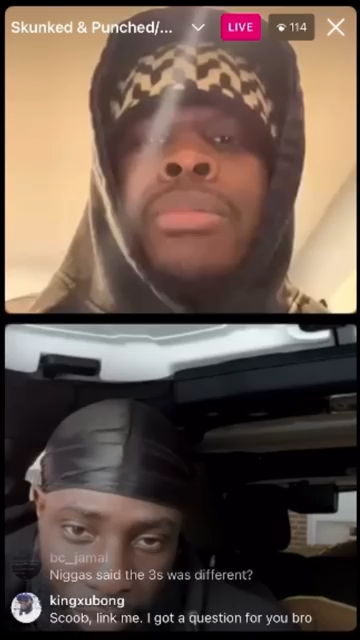 Skunked & Punched/...
LIVE
114
bc_jamal
Niggas said the 3s was different?
kingxubong
Scoob, link me. I got a question for you bro